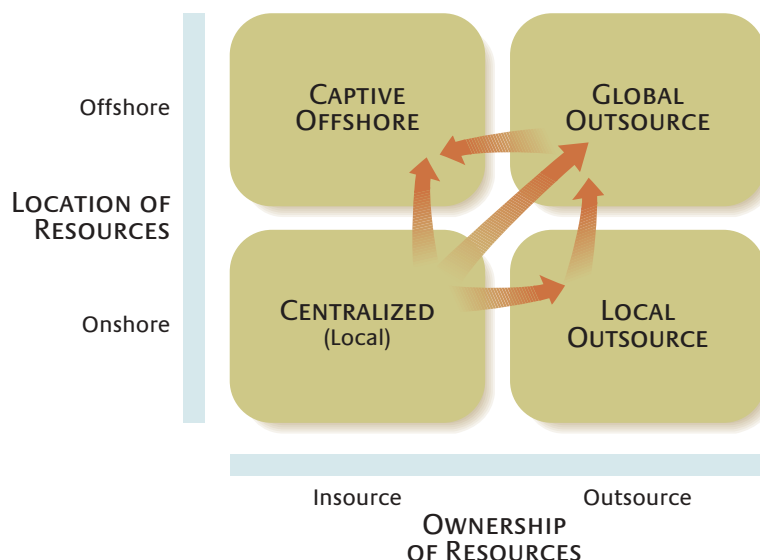 Offshore
CAPTIVE
OFFSHORE
GLOBAL
OUTSOURCE
LOCATION OF
RESOURCES
Onshore
CENTRALIZED
(Local)
LOCAL
OUTSOURCE
Insource
Outsource
OWNERSHIP
OF RESOURCES